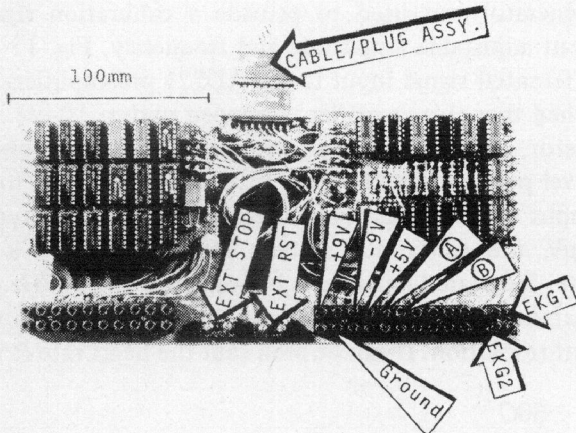 CABLE/PLUG ASSY.
100mm
EXT STOP
EXT RST
+9V
-9V
+5V
A
B
EKG1
EKG2
Ground